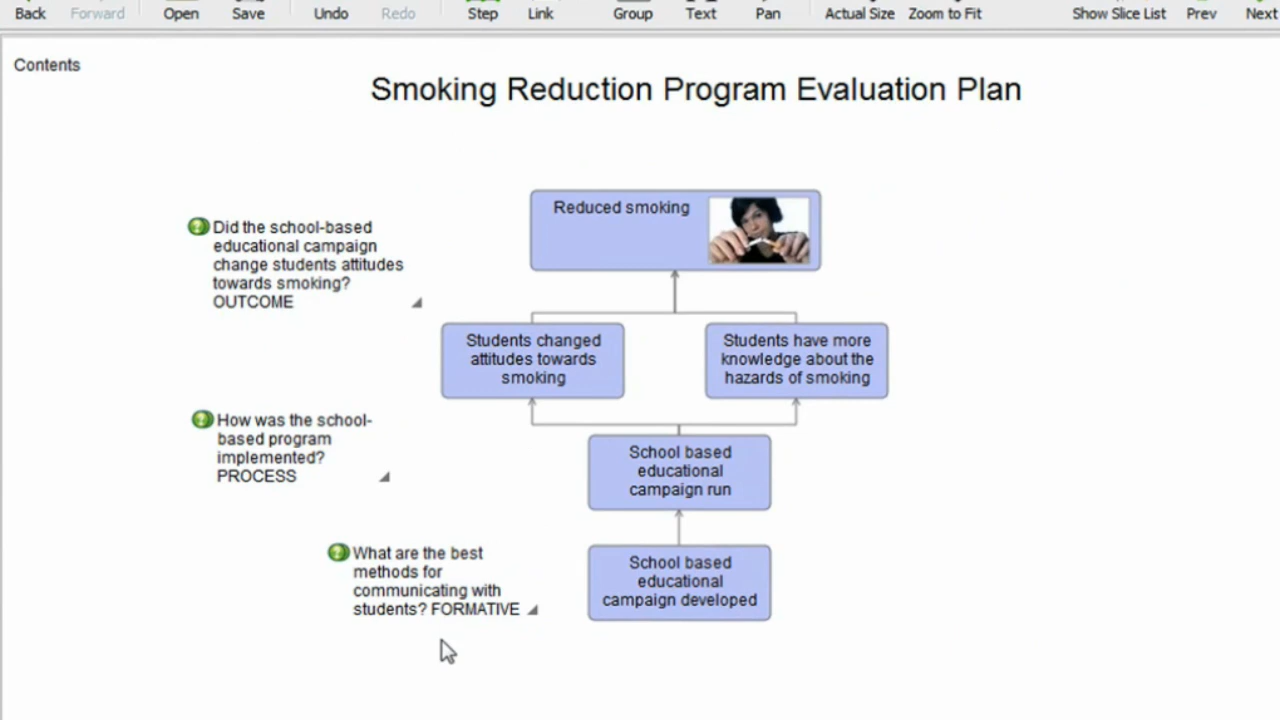 Back Forward Open Save Undo Redo Step Link Group Text Pan Actual Size Zoom to Fit Show Slice List Prev Next
Contents
Smoking Reduction Program Evaluation Plan
Reduced smoking
Did the school-based
educational campaign
change students attitudes
towards smoking?
OUTCOME
Students changed
attitudes towards
smoking
Students have more
knowledge about the
hazards of smoking
How was the school-
based program
implemented?
PROCESS
School based
educational
campaign run
What are the best
methods for
communicating with
students? FORMATIVE
School based
educational
campaign developed